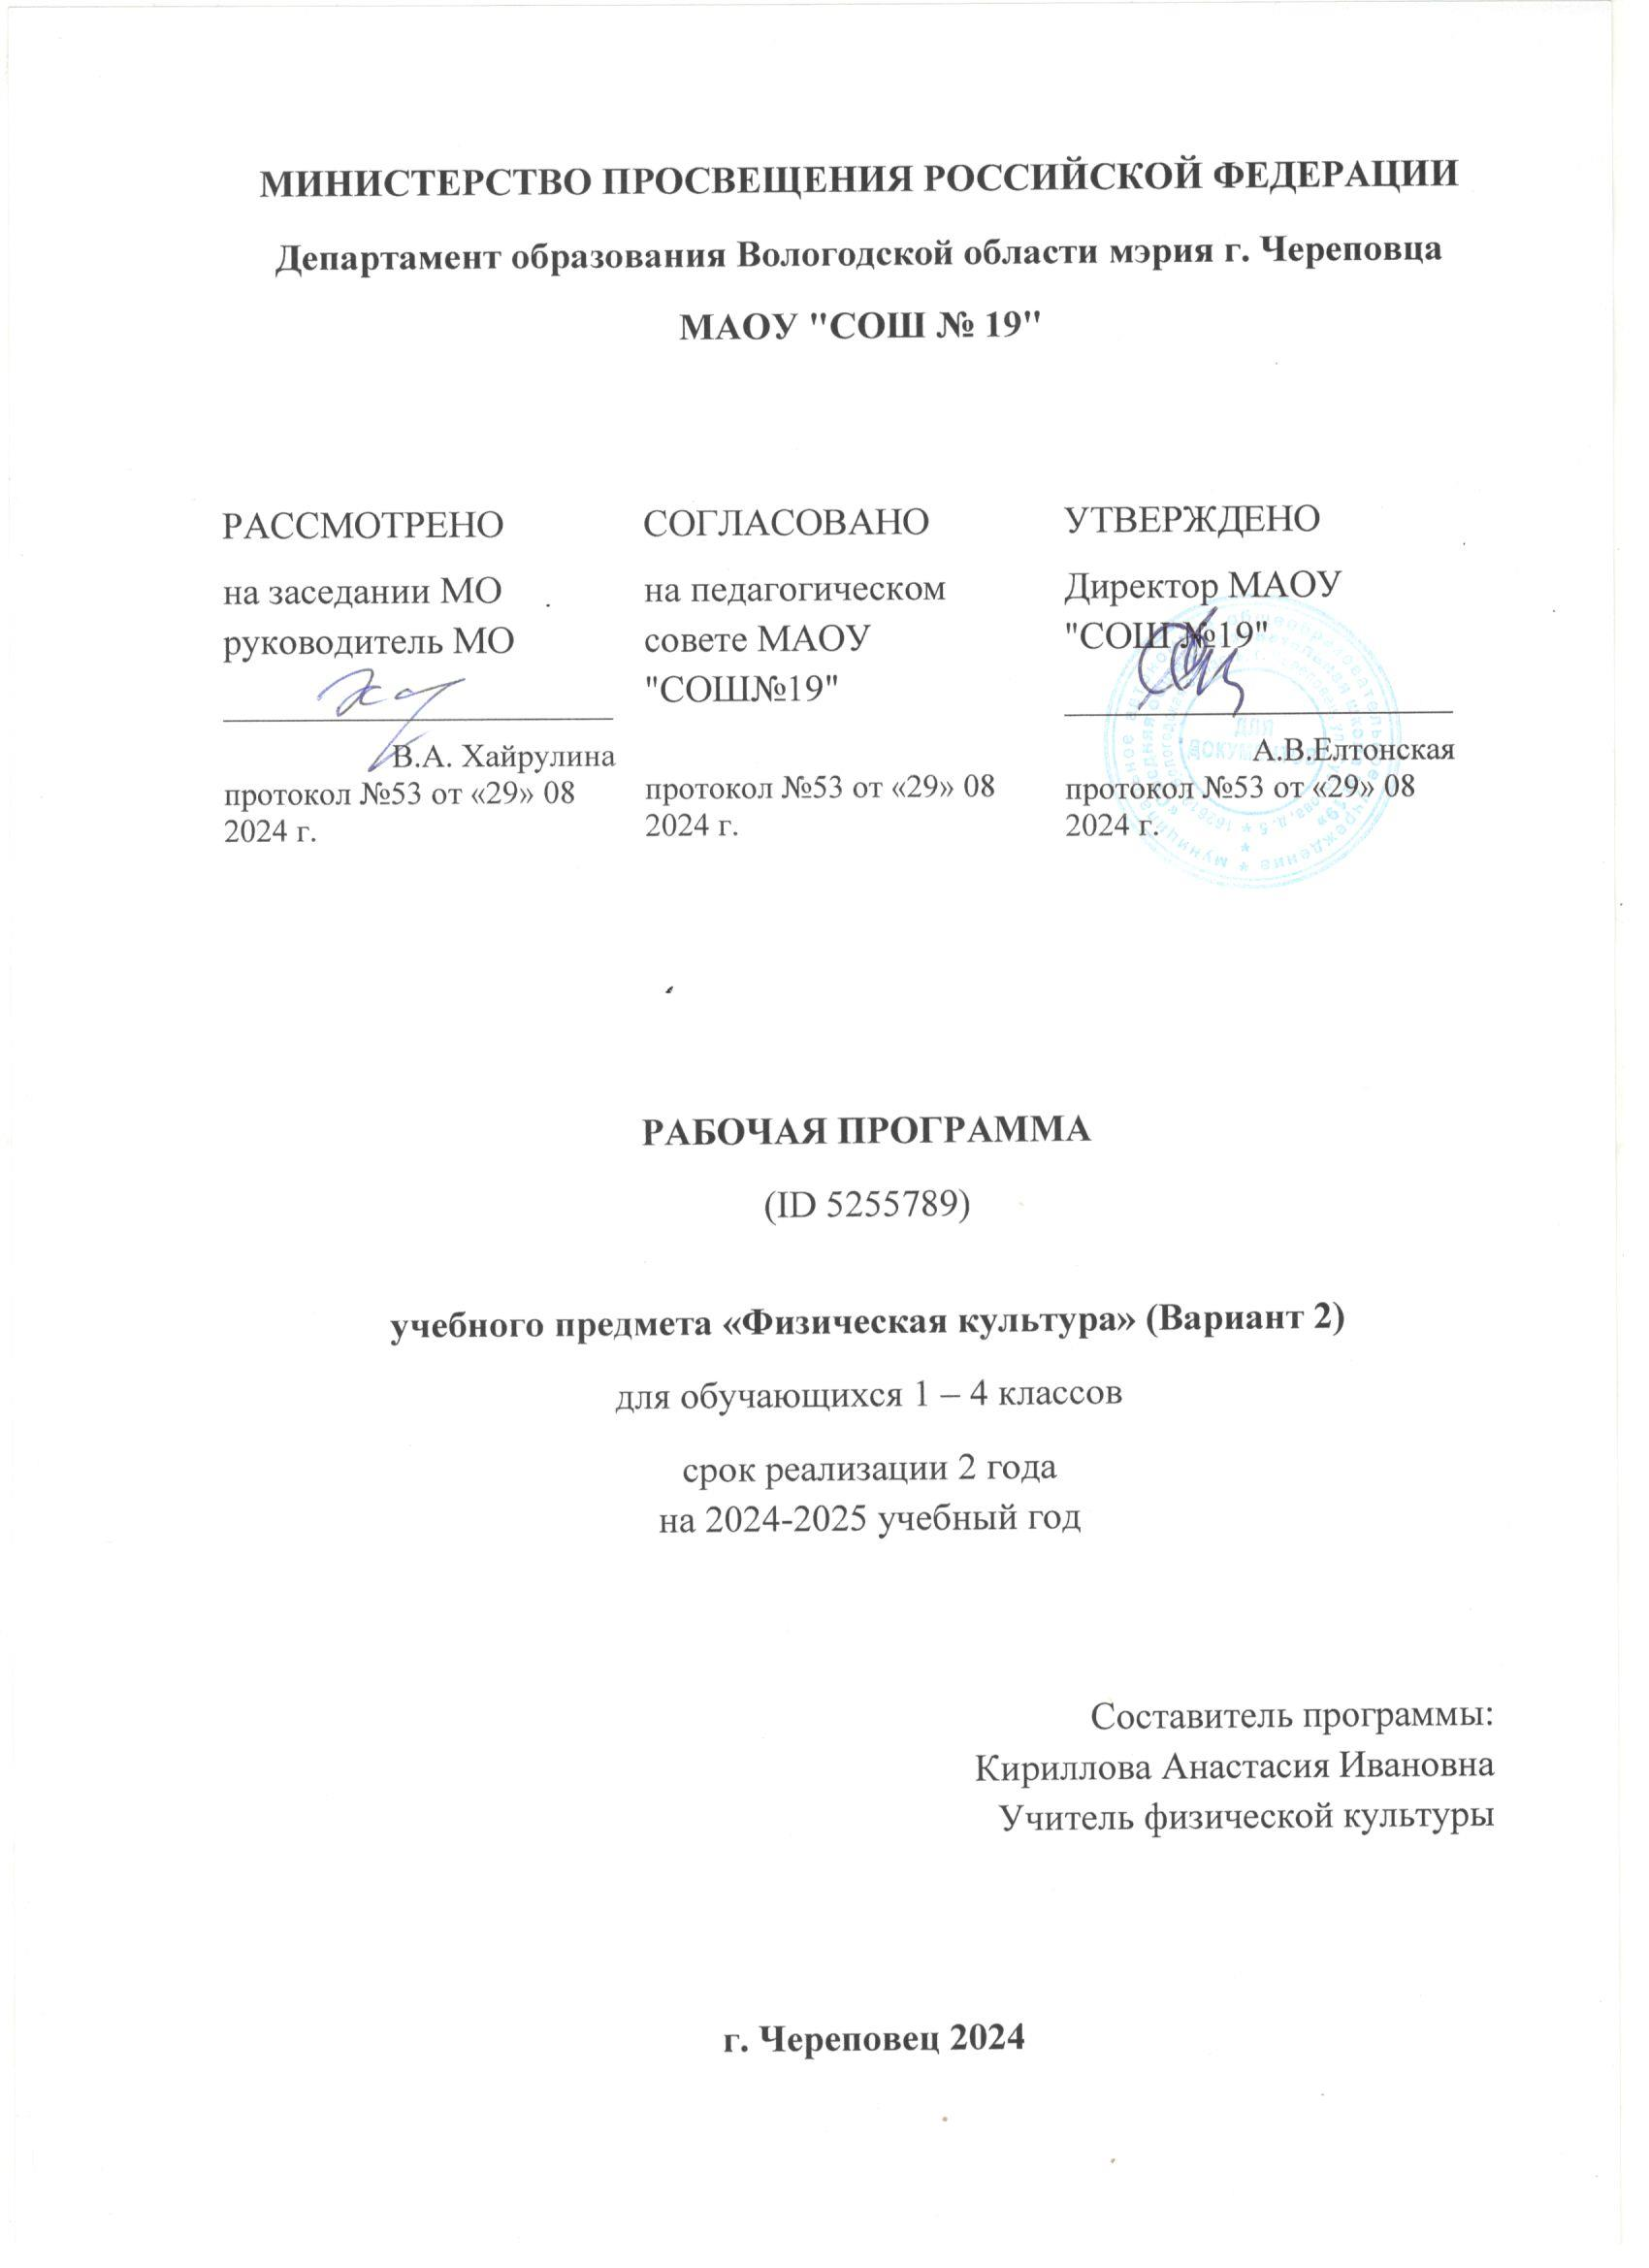 МИНИСТЕРСТВО ПРОСВЕЩЕНИЯ РОССИЙСКОЙ ФЕДЕРАЦИИ
Департамент образования Вологодской области мэрия г. Череповца
МАОУ "СОШ № 19"
РАССМОТРЕНО
на заседании МО
руководитель МО
В.А. Хайрулина
протокол №53 от «29» 08
2024 г.
СОГЛАСОВАНО
на педагогическом
совете МАОУ
"СОШ№19"
протокол №53 от «29» 08
2024 г.
УТВЕРЖДЕНО
Директор МАОУ
"СОШ №19"
А.В.Елтонская
протокол №53 от «29» 08
2024 г.
ДЛЯ
ДОКУМЕНТОВ
РАБОЧАЯ ПРОГРАММА
(ID 5255789)
учебного предмета «Физическая культура» (Вариант 2)
для обучающихся 1 – 4 классов
срок реализации 2 года
на 2024-2025 учебный год
Составитель программы:
Кириллова Анастасия Ивановна
Учитель физической культуры
г. Череповец 2024